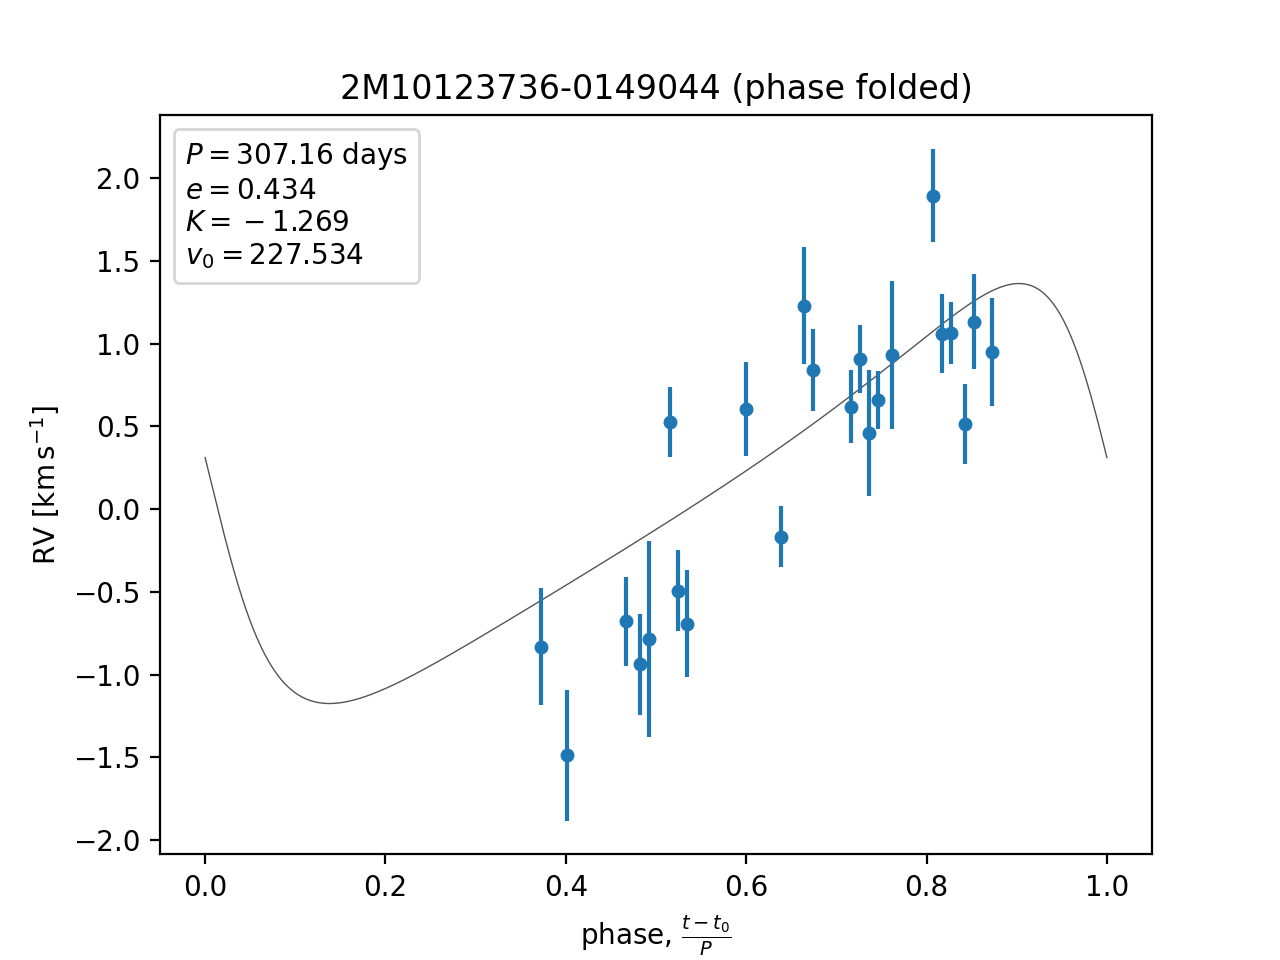 2M10123736-0149044 (phase folded)
P = 307.16 days
e = 0.434
K = −1.269
v₀ = 227.534
RV [km s⁻¹]
2.0
1.5
1.0
0.5
0.0
−0.5
−1.0
−1.5
−2.0
0.0 0.2 0.4 0.6 0.8 1.0
phase, (t − t₀)/P